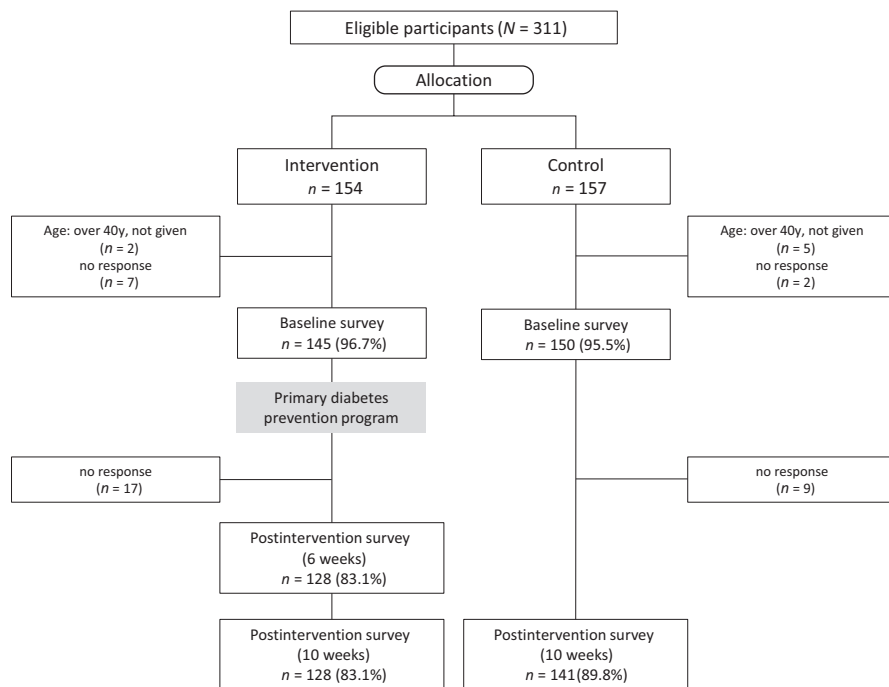 Eligible participants (N = 311)
Allocation
Intervention
n = 154
Control
n = 157
Age: over 40y, not given
(n = 2)
no response
(n = 7)
Age: over 40y, not given
(n = 5)
no response
(n = 2)
Baseline survey
n = 145 (96.7%)
Baseline survey
n = 150 (95.5%)
Primary diabetes
prevention program
no response
(n = 17)
no response
(n = 9)
Postintervention survey
(6 weeks)
n = 128 (83.1%)
Postintervention survey
(10 weeks)
n = 128 (83.1%)
Postintervention survey
(10 weeks)
n = 141(89.8%)